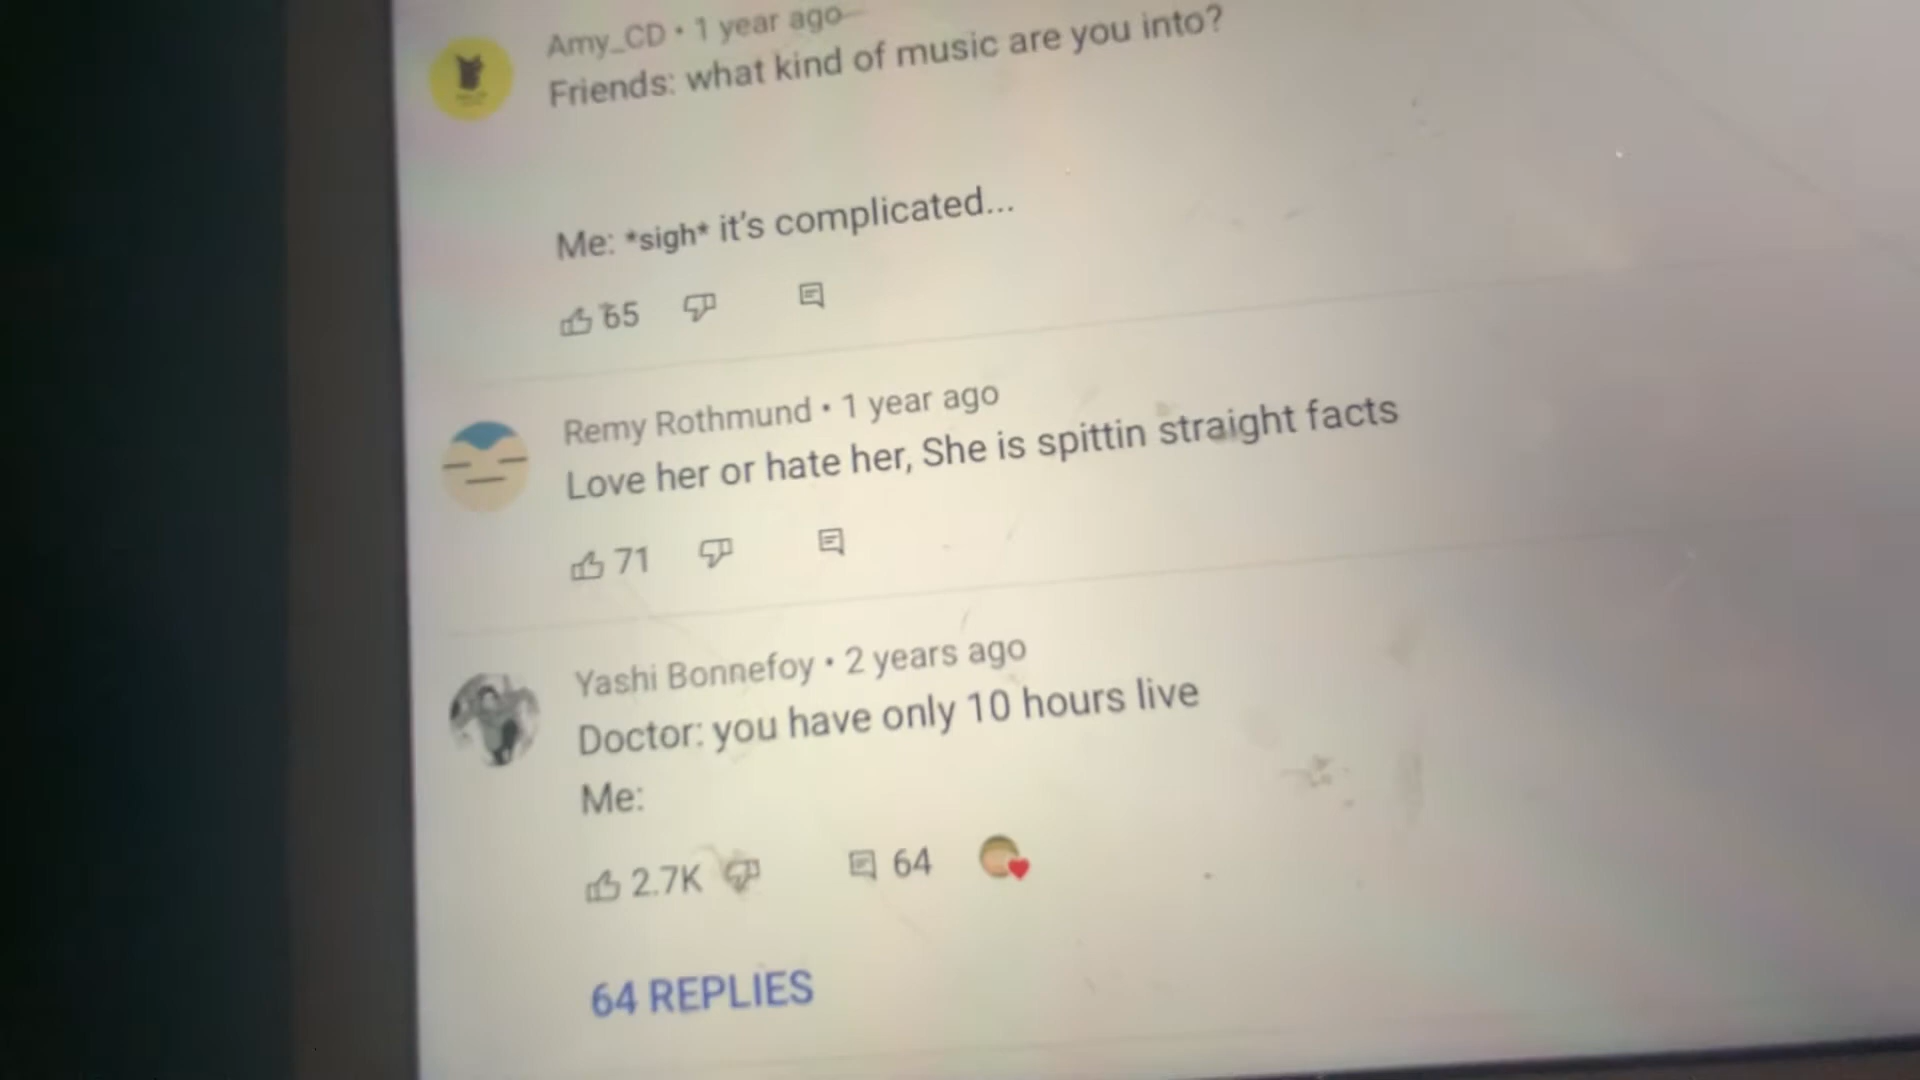 Amy_CD • 1 year ago
Friends: what kind of music are you into?
Me: *sigh* it's complicated...
65
Remy Rothmund • 1 year ago
Love her or hate her, She is spittin straight facts
71
Yashi Bonnefoy • 2 years ago
Doctor: you have only 10 hours live
Me:
2.7K 64
64 REPLIES